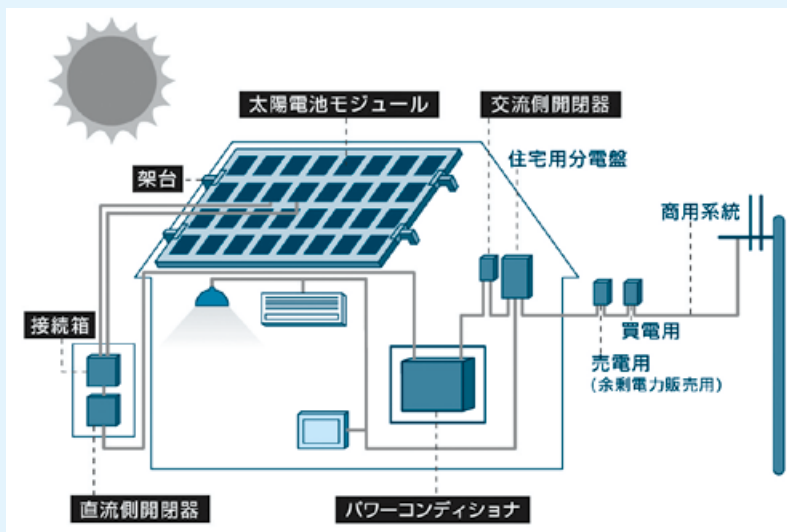 太陽電池モジュール
交流側開閉器
住宅用分電盤
架台
商用系統
接続箱
買電用
売電用
(余剰電力販売用)
直流側開閉器
パワーコンディショナ